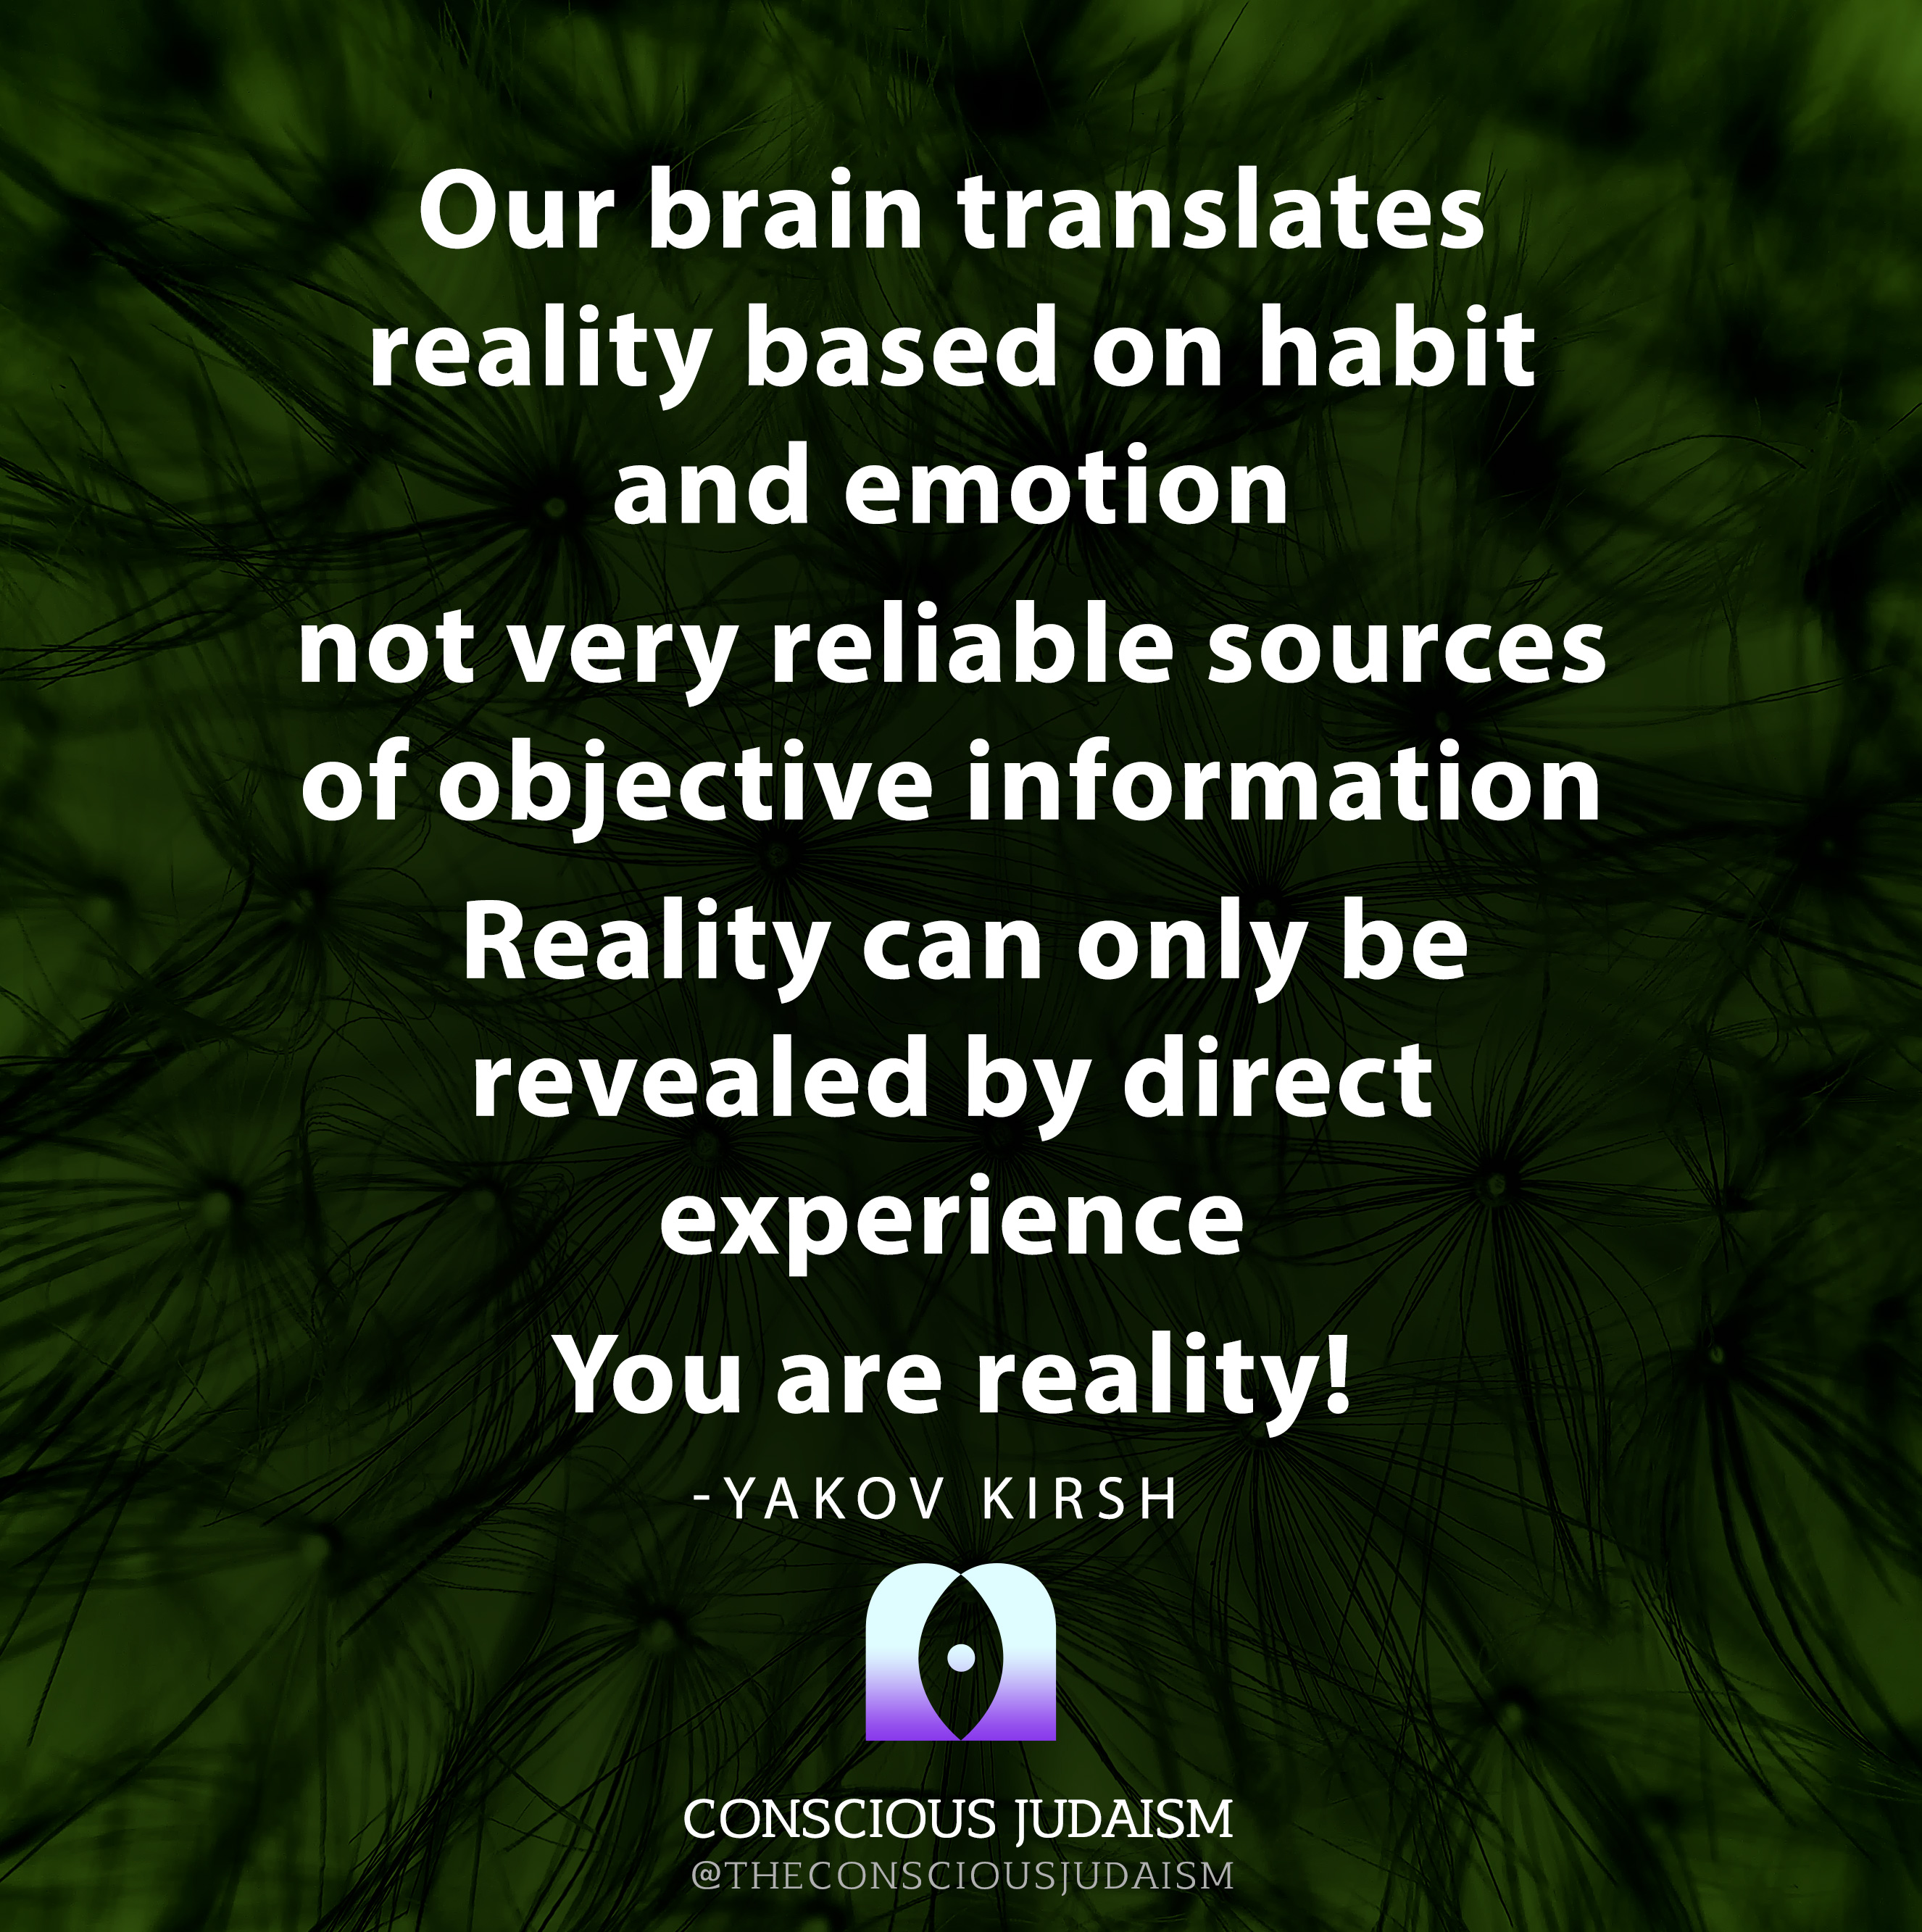 Our brain translates
reality based on habit
and emotion
not very reliable sources
of objective information
Reality can only be
revealed by direct
experience
You are reality!
-YAKOV KIRSH
CONSCIOUS JUDAISM
@THECONSCIOUSJUDAISM